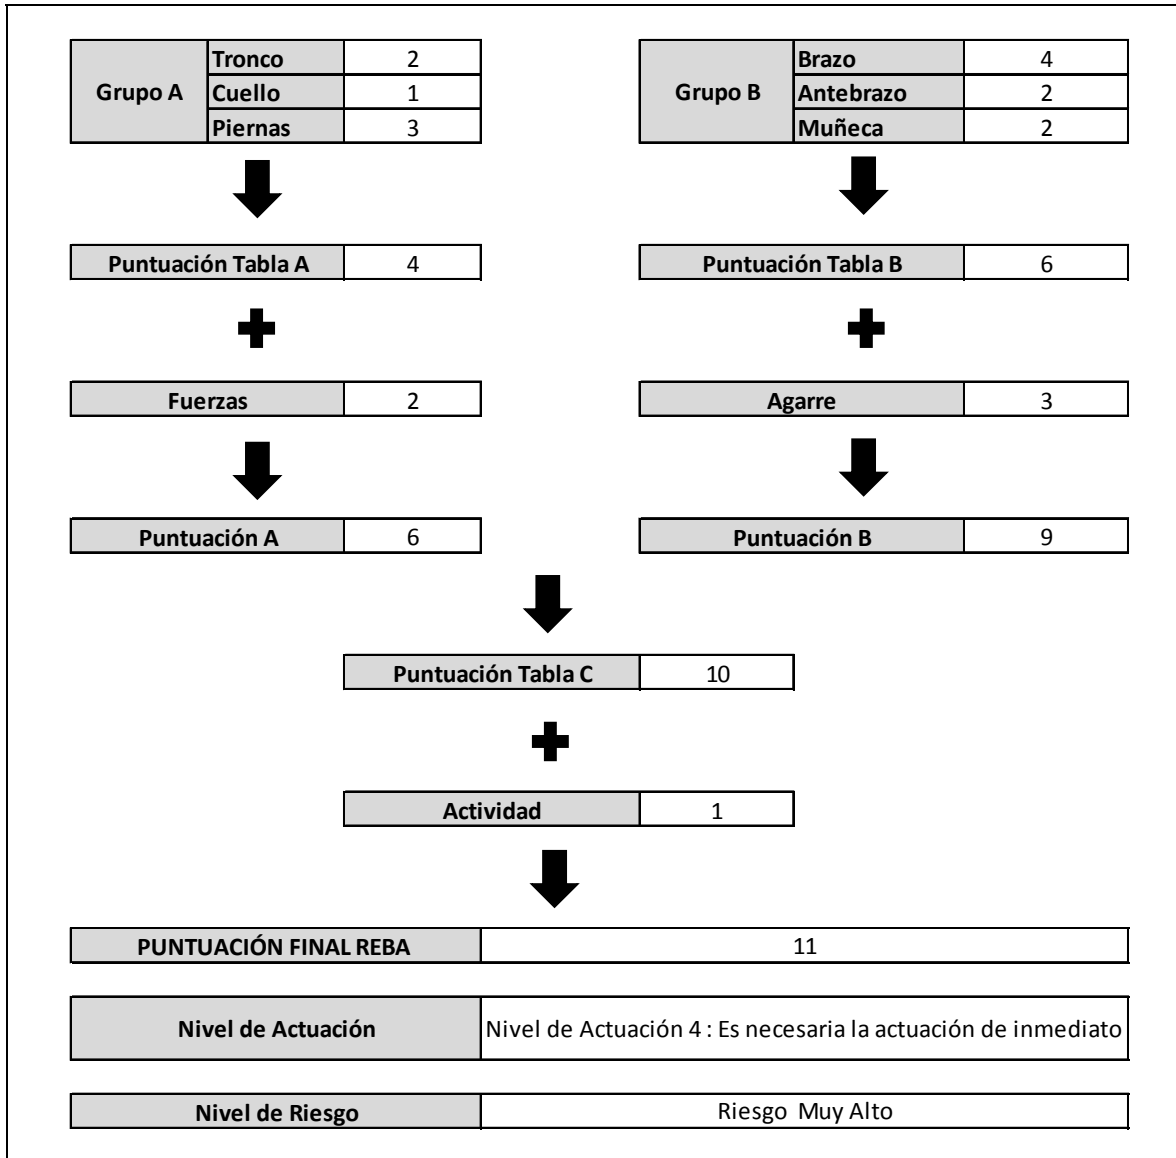 Grupo A
Tronco 2
Cuello 1
Piernas 3
Grupo B
Brazo 4
Antebrazo 2
Muñeca 2
Puntuación Tabla A 4
Puntuación Tabla B 6
Fuerzas 2
Agarre 3
Puntuación A 6
Puntuación B 9
Puntuación Tabla C 10
Actividad 1
PUNTUACIÓN FINAL REBA 11
Nivel de Actuación Nivel de Actuación 4 : Es necesaria la actuación de inmediato
Nivel de Riesgo Riesgo Muy Alto